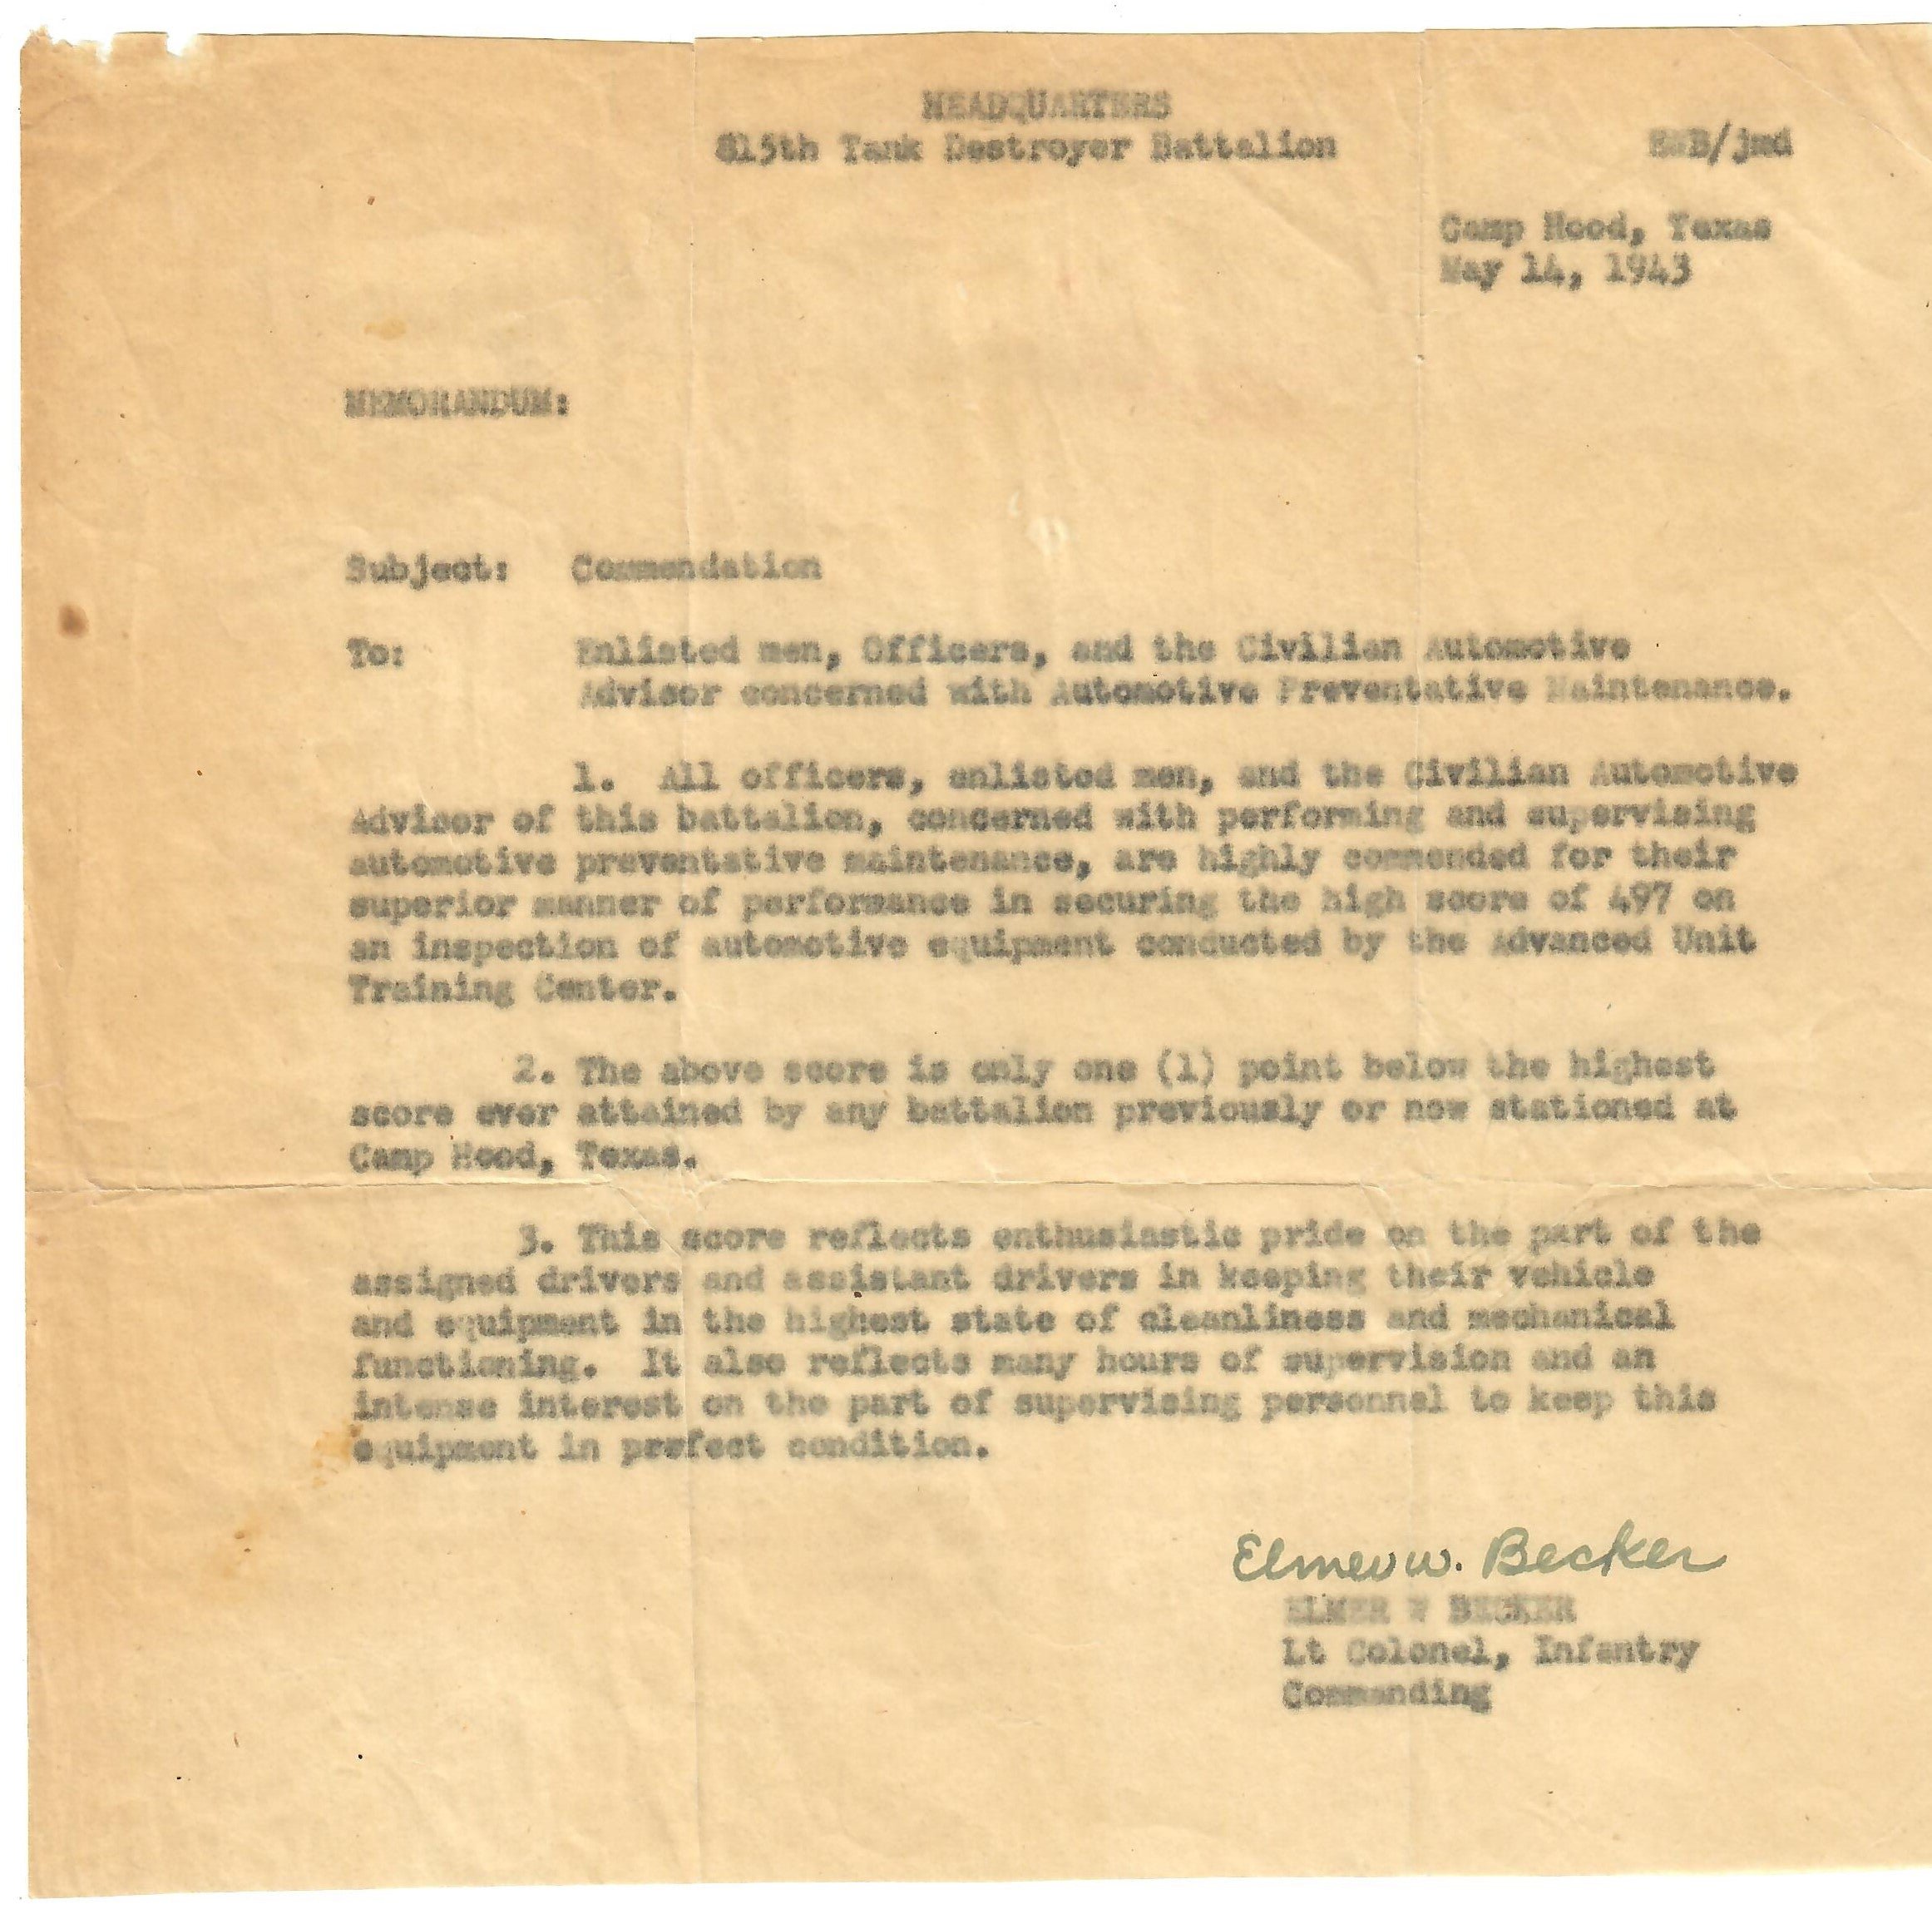 HEADQUARTERS
815th Tank Destroyer Battalion
EWB/jmd
Camp Hood, Texas
May 14, 1943
MEMORANDUM:
Subject: Commendation
To: Enlisted men, Officers, and the Civilian Automotive
Advisor concerned with Automotive Preventative Maintenance.
1. All officers, enlisted men, and the Civilian Automotive
Advisor of this battalion, concerned with performing and supervising
automotive preventative maintenance, are highly commended for their
superior manner of performance in securing the high score of 497 on
an inspection of automotive equipment conducted by the Advanced Unit
Training Center.
2. The above score is only one (1) point below the highest
score ever attained by any battalion previously or now stationed at
Camp Hood, Texas.
3. This score reflects enthusiastic pride on the part of the
assigned drivers and assistant drivers in keeping their vehicle
and equipment in the highest state of cleanliness and mechanical
functioning. It also reflects many hours of supervision and an
intense interest on the part of supervising personnel to keep this
equipment in prefect condition.
Elmer W. Becker
ELMER W BECKER
Lt Colonel, Infantry
Commanding